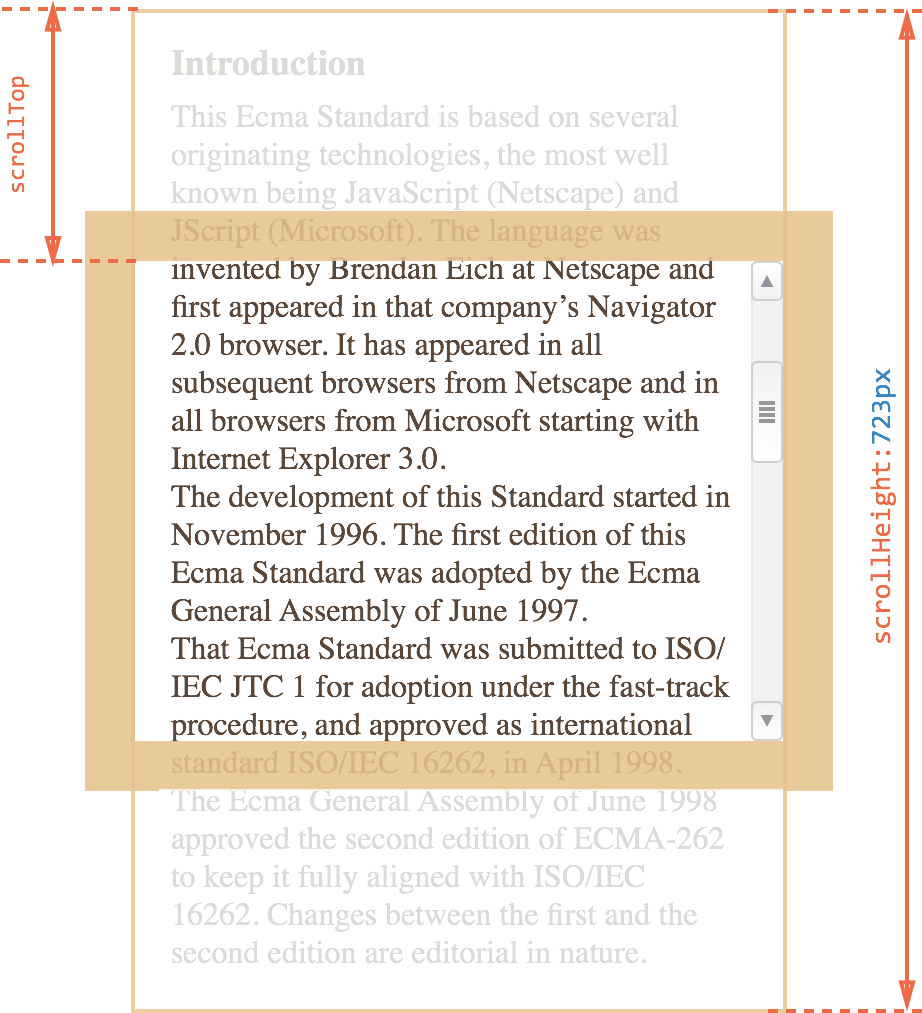 scrollTop
Introduction
This Ecma Standard is based on several
originating technologies, the most well
known being JavaScript (Netscape) and
JScript (Microsoft). The language was
invented by Brendan Eich at Netscape and
first appeared in that company’s Navigator
2.0 browser. It has appeared in all
subsequent browsers from Netscape and in
all browsers from Microsoft starting with
Internet Explorer 3.0.
The development of this Standard started in
November 1996. The first edition of this
Ecma Standard was adopted by the Ecma
General Assembly of June 1997.
That Ecma Standard was submitted to ISO/
IEC JTC 1 for adoption under the fast-track
procedure, and approved as international
standard ISO/IEC 16262, in April 1998.
The Ecma General Assembly of June 1998
approved the second edition of ECMA-262
to keep it fully aligned with ISO/IEC
16262. Changes between the first and the
second edition are editorial in nature.
scrollHeight:723px